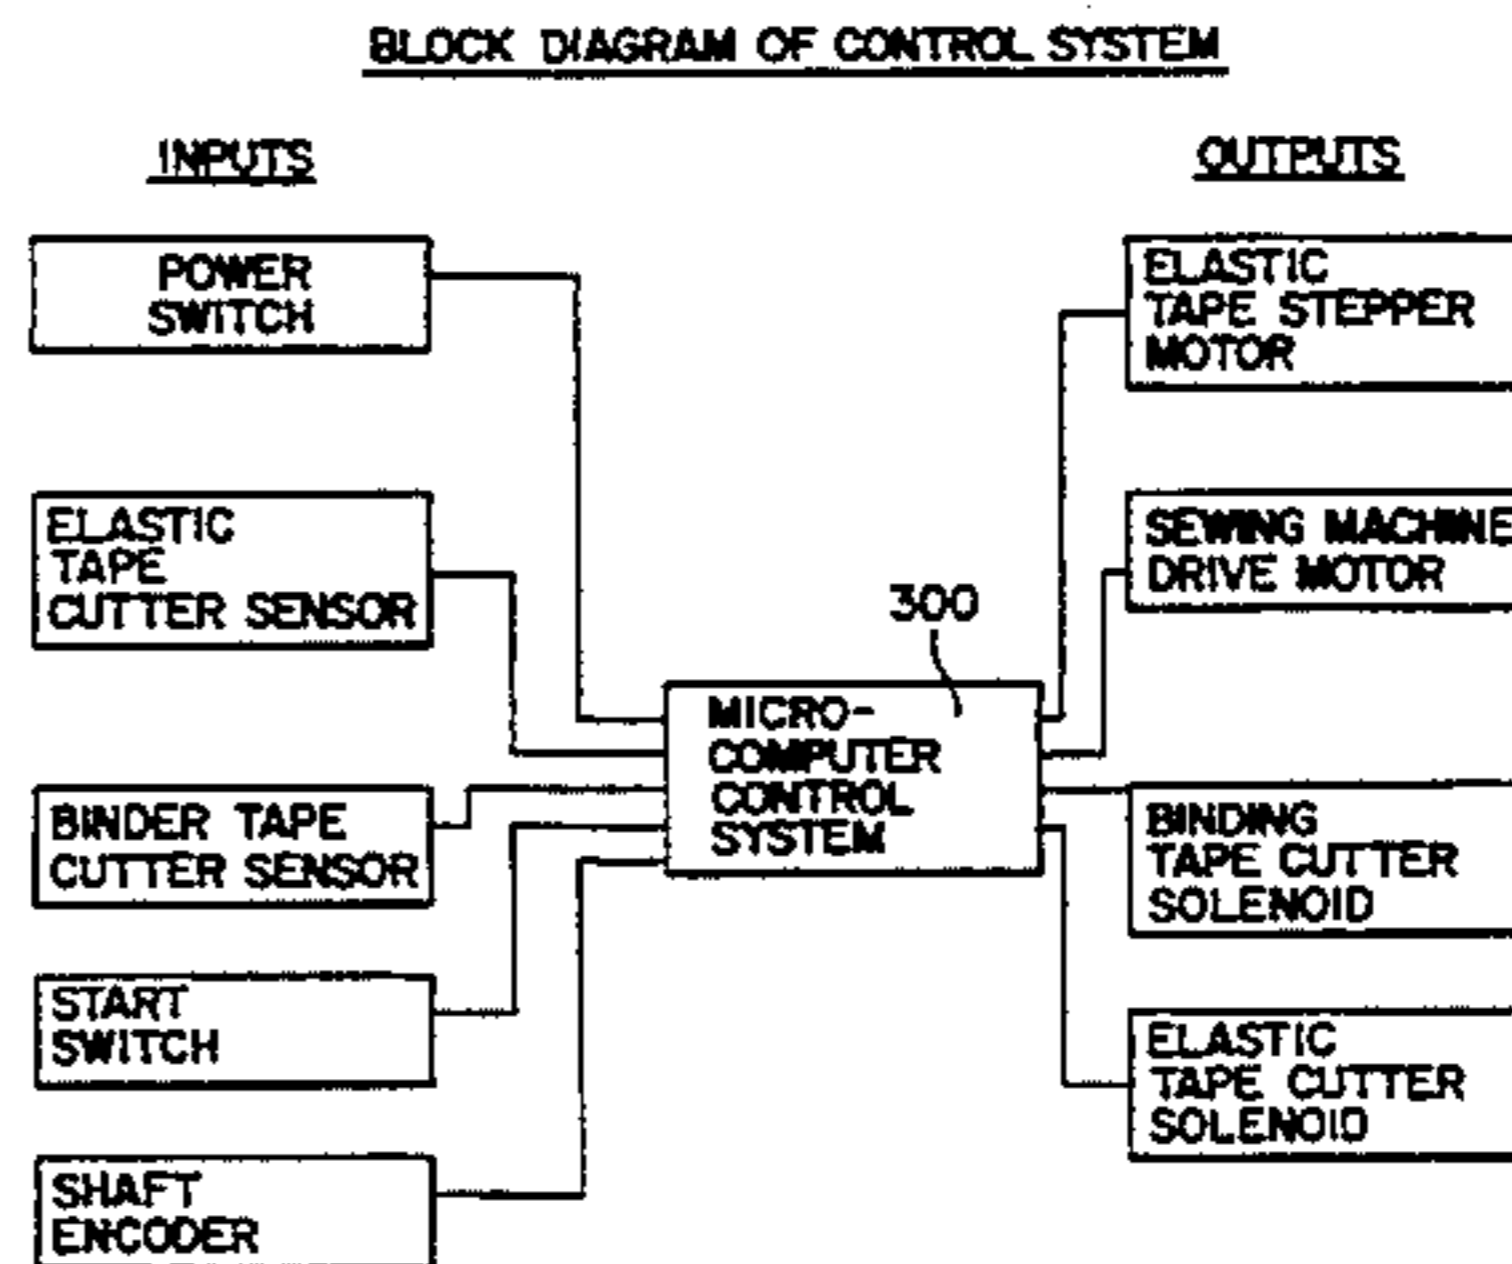 BLOCK DIAGRAM OF CONTROL SYSTEM
INPUTS
POWER
SWITCH
ELASTIC
TAPE
CUTTER SENSOR
BINDER TAPE
CUTTER SENSOR
START
SWITCH
SHAFT
ENCODER
300
MICRO-
COMPUTER
CONTROL
SYSTEM
OUTPUTS
ELASTIC
TAPE STEPPER
MOTOR
SEWING MACHINE
DRIVE MOTOR
BINDING
TAPE CUTTER
SOLENOID
ELASTIC
TAPE CUTTER
SOLENOID